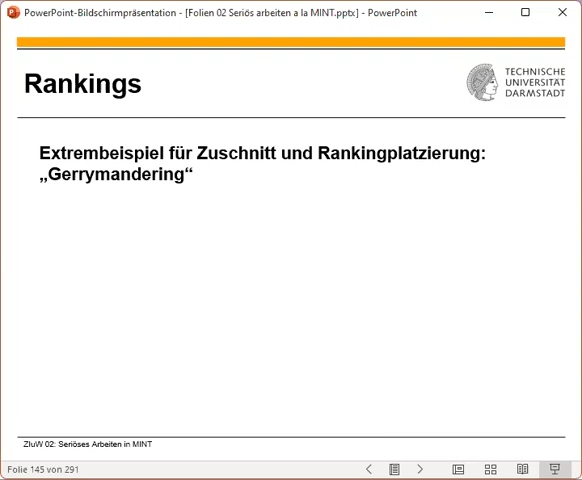 PowerPoint-Bildschirmpräsentation - [Folien 02 Seriös arbeiten a la MINT.pptx] - PowerPoint
Rankings
TECHNISCHE
UNIVERSITÄT
DARMSTADT
Extrembeispiel für Zuschnitt und Rankingplatzierung:
„Gerrymandering“
ZIuW 02: Seriöses Arbeiten in MINT
Folie 145 von 291